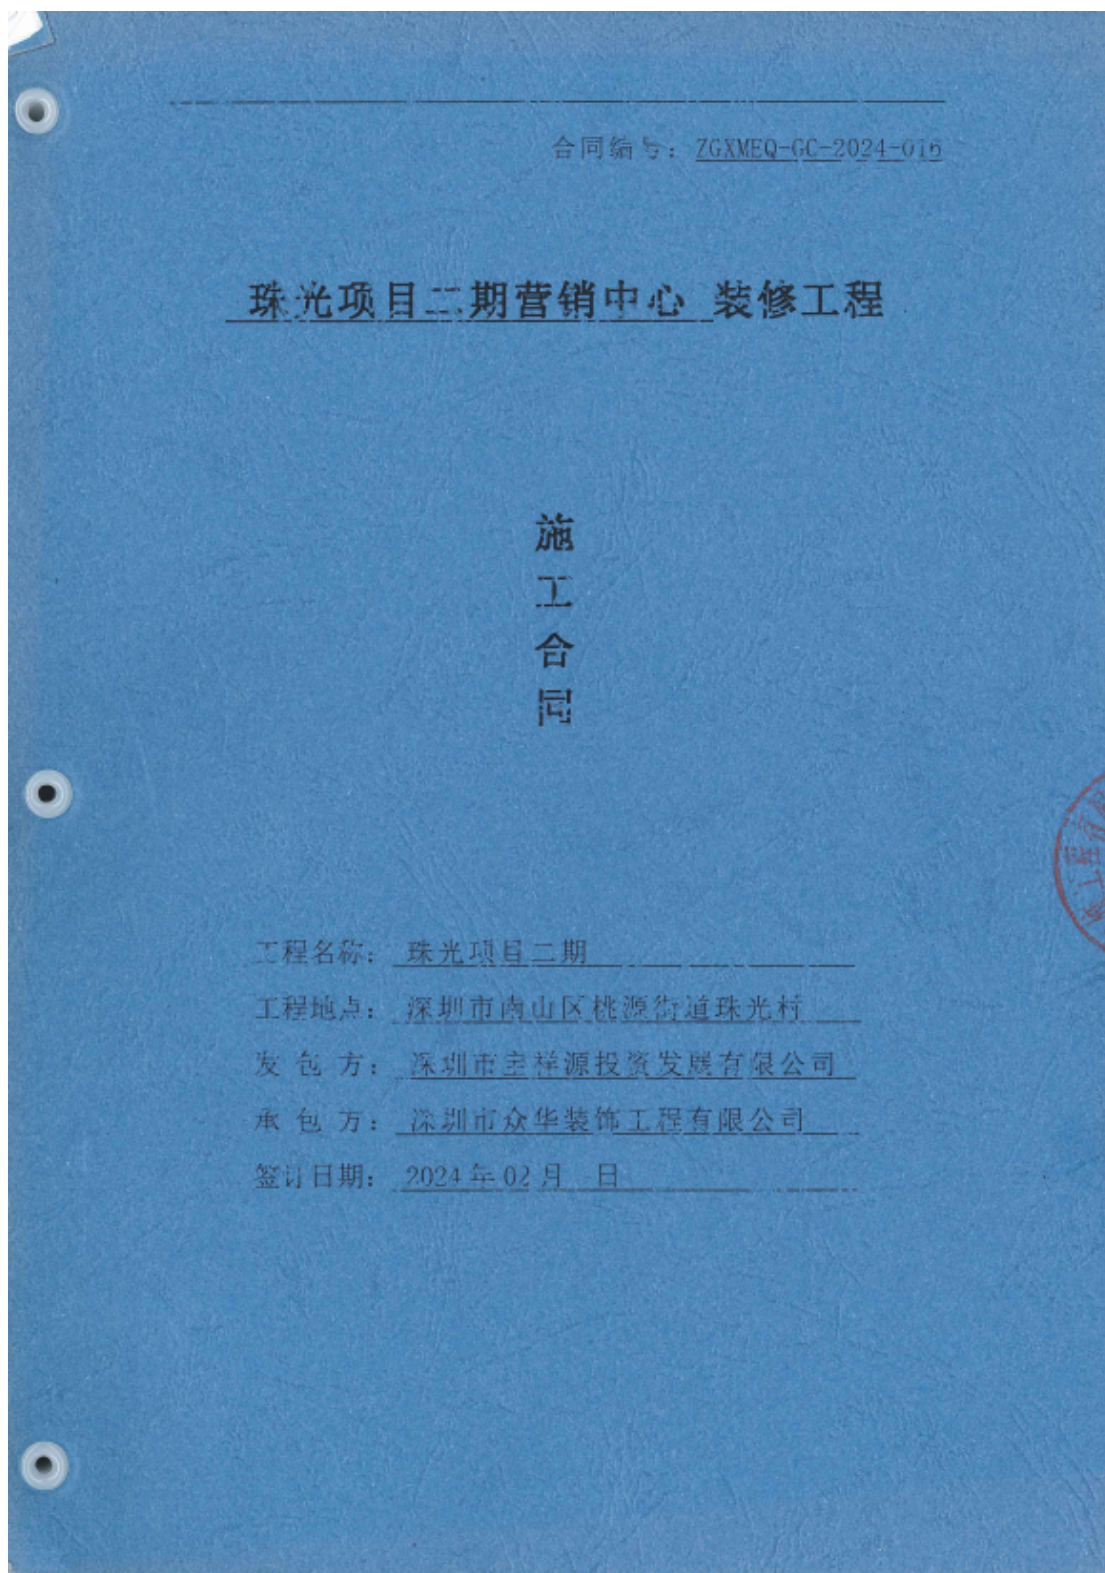 合同编号：ZGXMEQ-GC-2024-016
珠光项目二期营销中心 装修工程
施
工
合
同
工程名称：珠光项目二期
工程地点：深圳市南山区桃源街道珠光村
发包方：深圳市主祥源投资发展有限公司
承包方：深圳市众华装饰工程有限公司
签订日期：2024年02月 日
工程有限